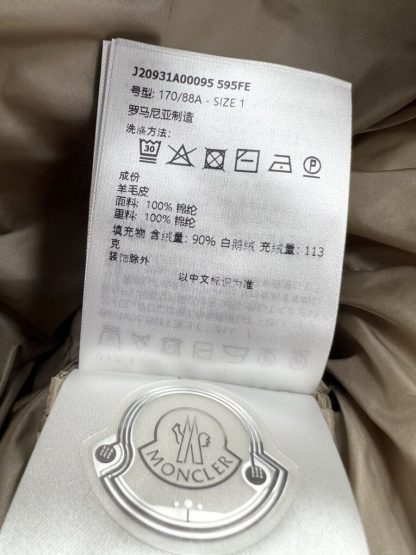 J20931A00095 595FE
号型: 170/88A - SIZE 1
罗马尼亚制造
洗涤方法:
30
P
成份
羊毛皮
面料: 100% 锦纶
里料: 100% 锦纶
填充物 含绒量: 90% 白鹅绒 充绒量: 113
克
装饰除外
以中文标识为准
MONCLER